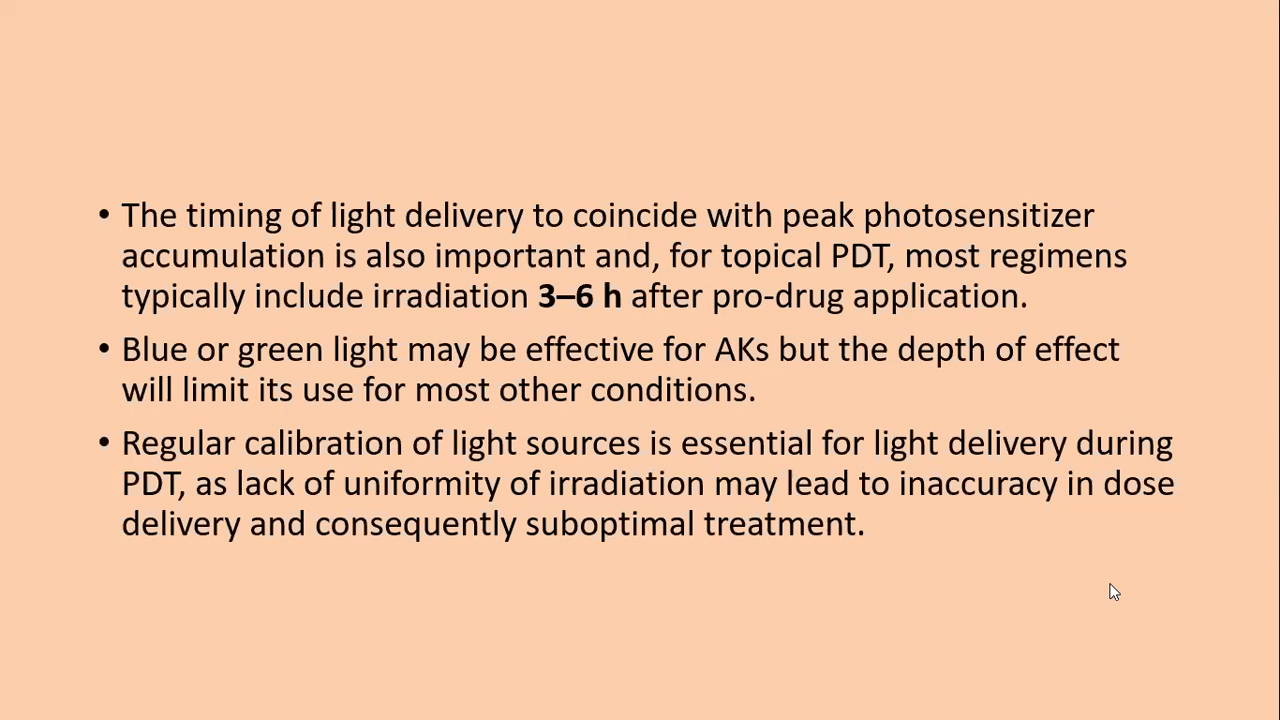 • The timing of light delivery to coincide with peak photosensitizer
accumulation is also important and, for topical PDT, most regimens
typically include irradiation 3–6 h after pro-drug application.
• Blue or green light may be effective for AKs but the depth of effect
will limit its use for most other conditions.
• Regular calibration of light sources is essential for light delivery during
PDT, as lack of uniformity of irradiation may lead to inaccuracy in dose
delivery and consequently suboptimal treatment.